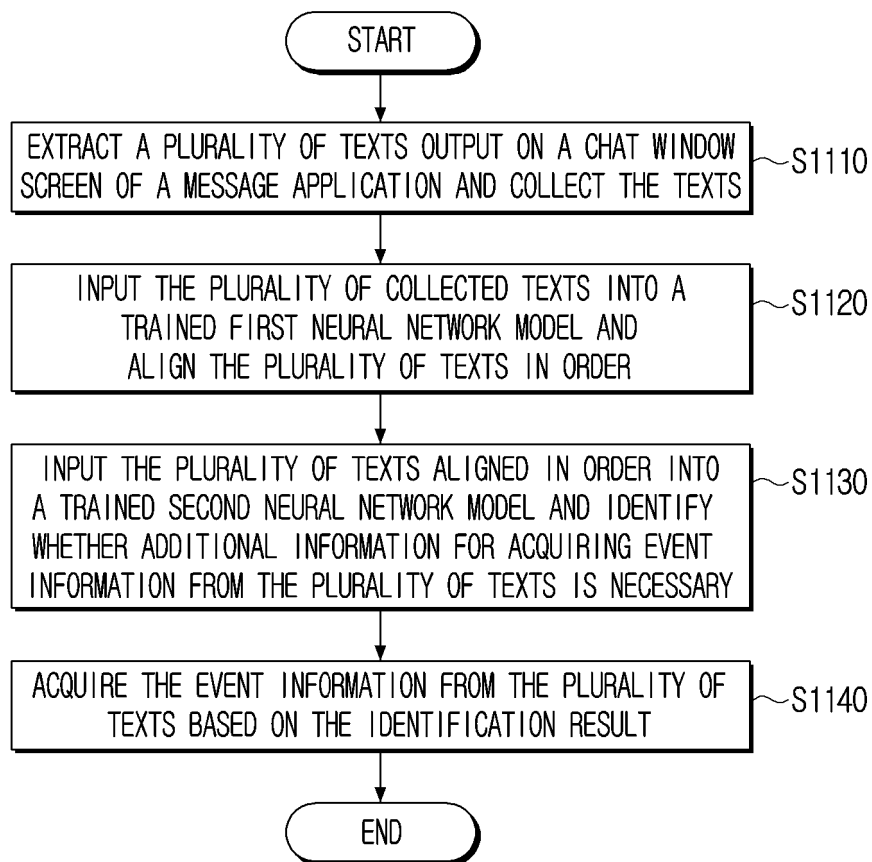 START
EXTRACT A PLURALITY OF TEXTS OUTPUT ON A CHAT WINDOW
SCREEN OF A MESSAGE APPLICATION AND COLLECT THE TEXTS
S1110
INPUT THE PLURALITY OF COLLECTED TEXTS INTO A
TRAINED FIRST NEURAL NETWORK MODEL AND
ALIGN THE PLURALITY OF TEXTS IN ORDER
S1120
INPUT THE PLURALITY OF TEXTS ALIGNED IN ORDER INTO
A TRAINED SECOND NEURAL NETWORK MODEL AND IDENTIFY
WHETHER ADDITIONAL INFORMATION FOR ACQUIRING EVENT
INFORMATION FROM THE PLURALITY OF TEXTS IS NECESSARY
S1130
ACQUIRE THE EVENT INFORMATION FROM THE PLURALITY OF
TEXTS BASED ON THE IDENTIFICATION RESULT
S1140
END